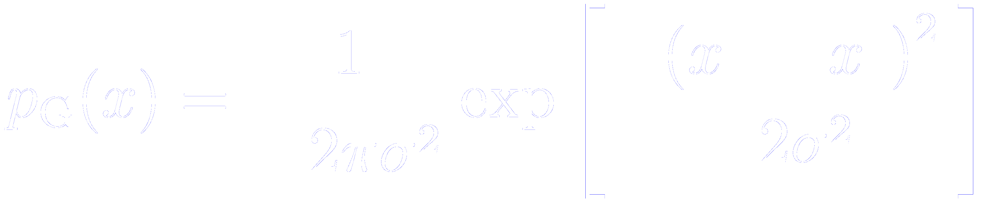 p_G(x) = 1 / 2πσ² exp[(x x)² / 2σ²]